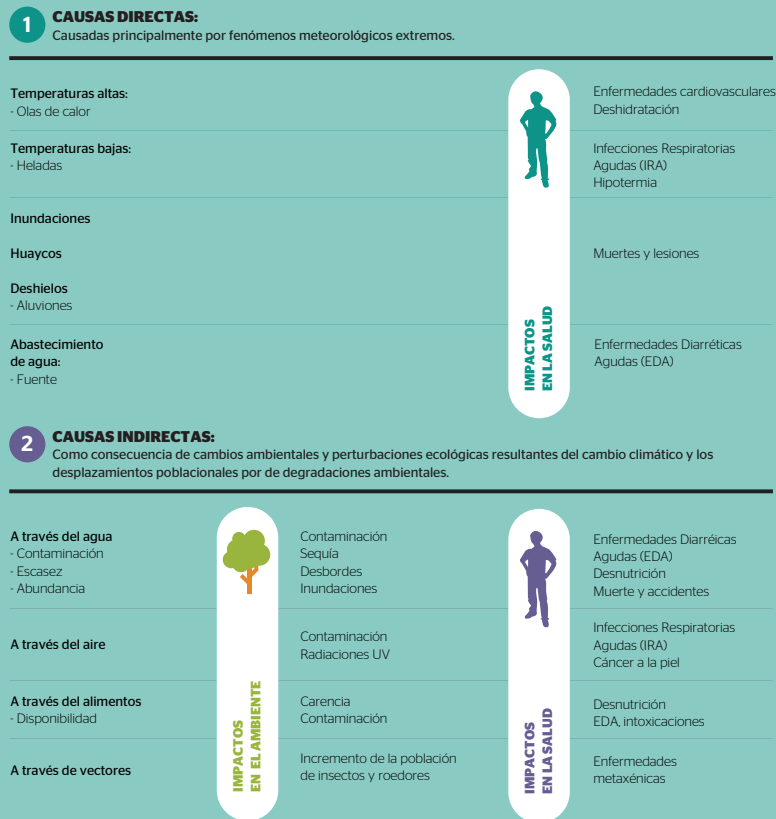 1
CAUSAS DIRECTAS:
Causadas principalmente por fenómenos meteorológicos extremos.
Temperaturas altas:
- Olas de calor
Enfermedades cardiovasculares
Deshidratación
Temperaturas bajas:
- Heladas
Infecciones Respiratorias
Agudas (IRA)
Hipotermia
Inundaciones
Huaycos
Deshielos
- Aluviones
Muertes y lesiones
Abastecimiento
de agua:
- Fuente
Enfermedades Diarréticas
Agudas (EDA)
IMPACTOS
EN LA SALUD
2
CAUSAS INDIRECTAS:
Como consecuencia de cambios ambientales y perturbaciones ecológicas resultantes del cambio climático y los
desplazamientos poblacionales por de degradaciones ambientales.
A través del agua
- Contaminación
- Escasez
- Abundancia
Contaminación
Sequía
Desbordes
Inundaciones
Enfermedades Diarréicas
Agudas (EDA)
Desnutrición
Muerte y accidentes
A través del aire
Contaminación
Radiaciones UV
Infecciones Respiratorias
Agudas (IRA)
Cáncer a la piel
A través del alimentos
- Disponibilidad
Carencia
Contaminación
Desnutrición
EDA, intoxicaciones
A través de vectores
Incremento de la población
de insectos y roedores
Enfermedades
metaxénicas
IMPACTOS
EN EL AMBIENTE
IMPACTOS
EN LA SALUD